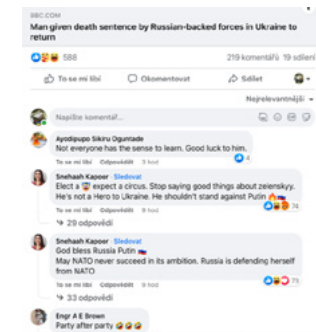 BBC.COM
Man given death sentence by Russian-backed forces in Ukraine to
return
588
219 komentářů 19 sdílení
To se mi líbí
Okomentovat
Sdílet
Nejrelevantnější
Napište komentář...
Ayodipupo Sikiru Oguntade
Not everyone has the sense to learn. Good luck to him.
4
To se mi líbí Odpovědět 3 hod
Snehaah Kapoor · Sledovat
Elect a 🤡 expect a circus. Stop saying good things about zelenskyy.
He's not a Hero to Ukraine. He shouldn't stand against Putin 🔥🇷🇺
74
To se mi líbí Odpovědět 9 hod
29 odpovědí
Snehaah Kapoor · Sledovat
God bless Russia Putin 🇷🇺
May NATO never succeed in its ambition. Russia is defending herself
from NATO
To se mi líbí Odpovědět 9 hod
33 odpovědí
Engr A E Brown
Party after party 🤣🤣🤣